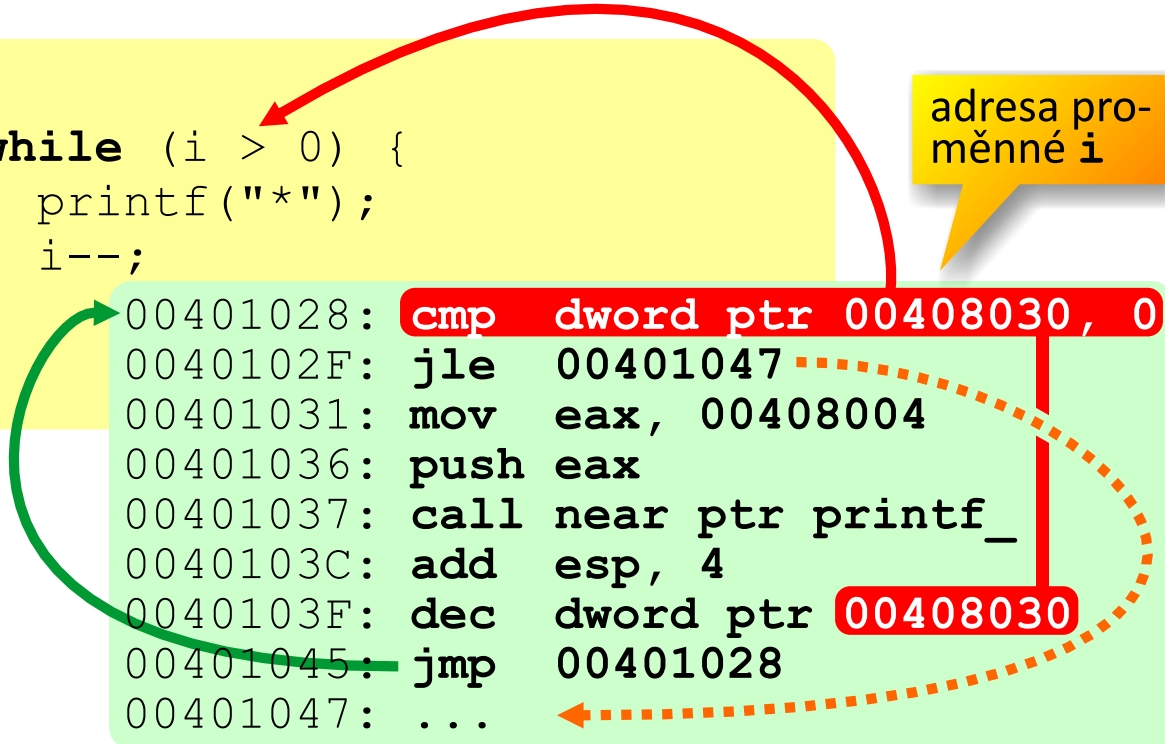 while (i > 0) {
printf("*");
i--;
adresa pro-
měnné i
00401028: cmp dword ptr 00408030, 0
0040102F: jle 00401047
00401031: mov eax, 00408004
00401036: push eax
00401037: call near ptr printf_
0040103C: add esp, 4
0040103F: dec dword ptr 00408030
00401045: jmp 00401028
00401047: ...